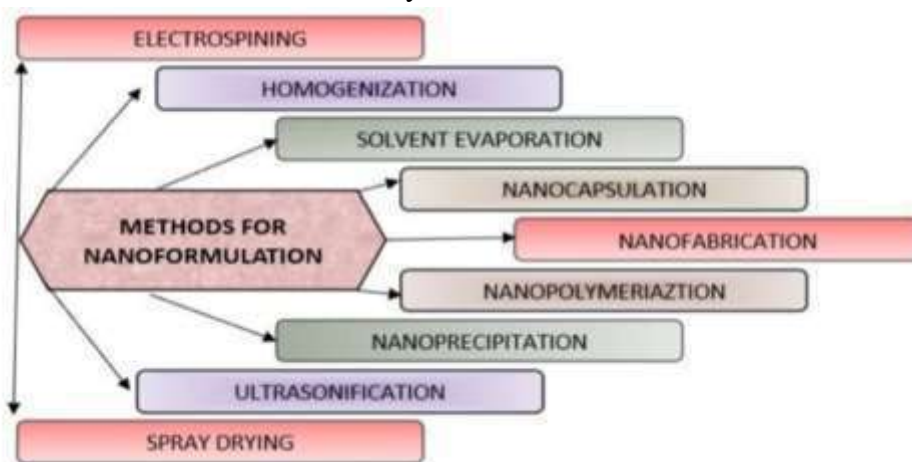 ELECTROSPINING
HOMOGENIZATION
SOLVENT EVAPORATION
NANOCAPSULATION
METHODS FOR
NANOFORMULATION
NANOFABRICATION
NANOPOLYMERIAZTION
NANOPRECIPITATION
ULTRASONIFICATION
SPRAY DRYING